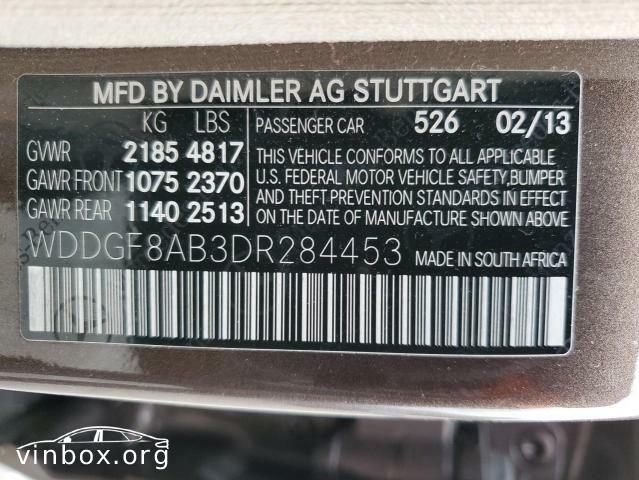 MFD BY DAIMLER AG STUTTGART
KG LBS
PASSENGER CAR 526 02/13
GVWR 2185 4817
GAWR FRONT 1075 2370
GAWR REAR 1140 2513
THIS VEHICLE CONFORMS TO ALL APPLICABLE
U.S. FEDERAL MOTOR VEHICLE SAFETY,BUMPER
AND THEFT PREVENTION STANDARDS IN EFFECT
ON THE DATE OF MANUFACTURE SHOWN ABOVE.
WDDGF8AB3DR284453
MADE IN SOUTH AFRICA
vinbox.org